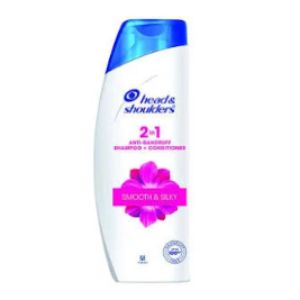 head&
shoulders
2in1
ANTI-DANDRUFF
SHAMPOO + CONDITIONER
SMOOTH & SILKY